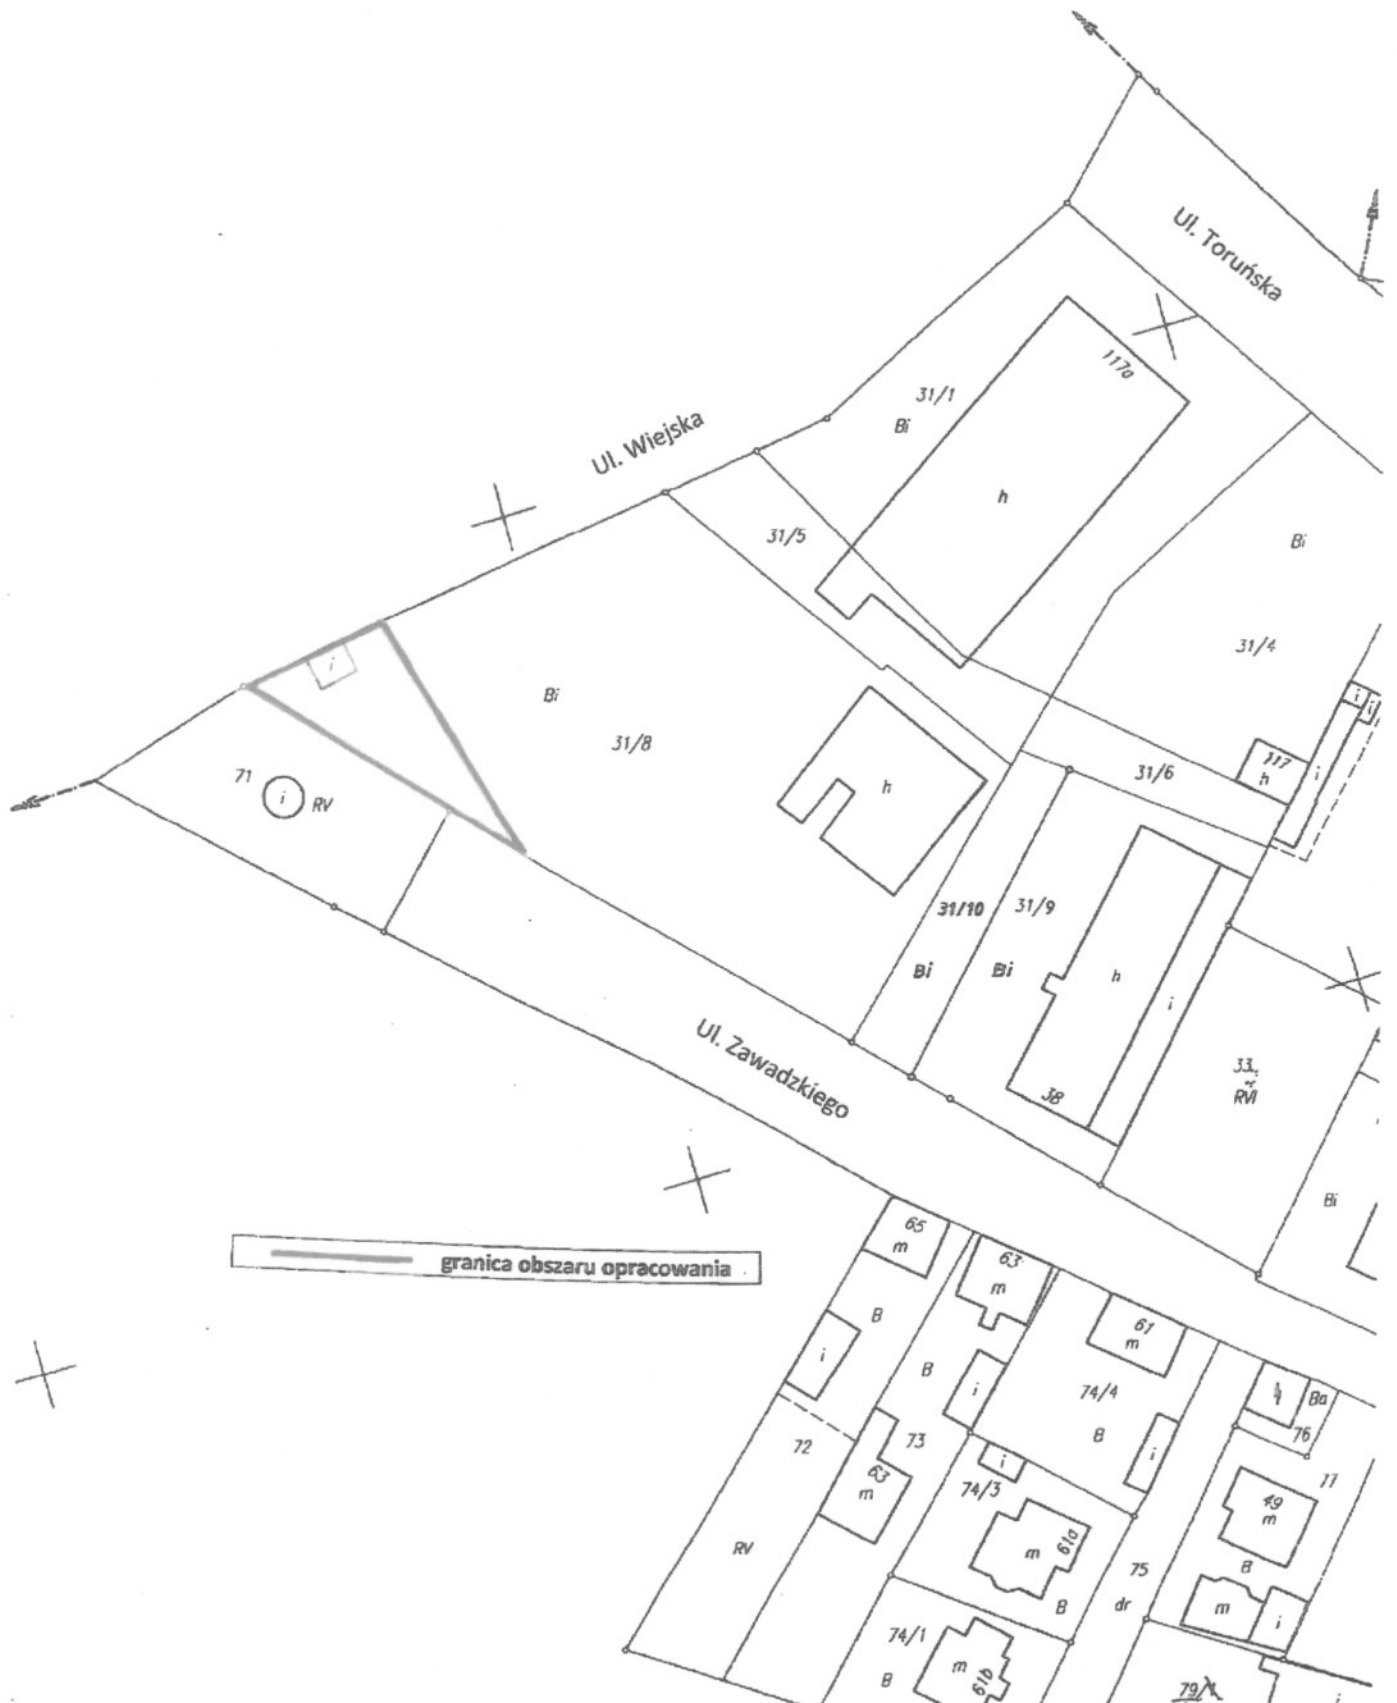 Ul. Toruńska
117a
31/1
Bi
Ul. Wiejska
h
31/5
Bi
31/4
i
Bi
31/8
i
i
71
i
RV
h
31/6
117
h
i
31/10
31/9
Bi
Bi
h
i
38
33
RVI
Ul. Zawadzkiego
Bi
65
m
63
m
granica obszaru opracowania
B
61
m
i
B
i
74/4
B
Ba
76
72
73
i
i
77
63
m
74/3
49
m
RV
m
61a
75
B
dr
B
m
i
74/1
m
61b
B
79/1
i